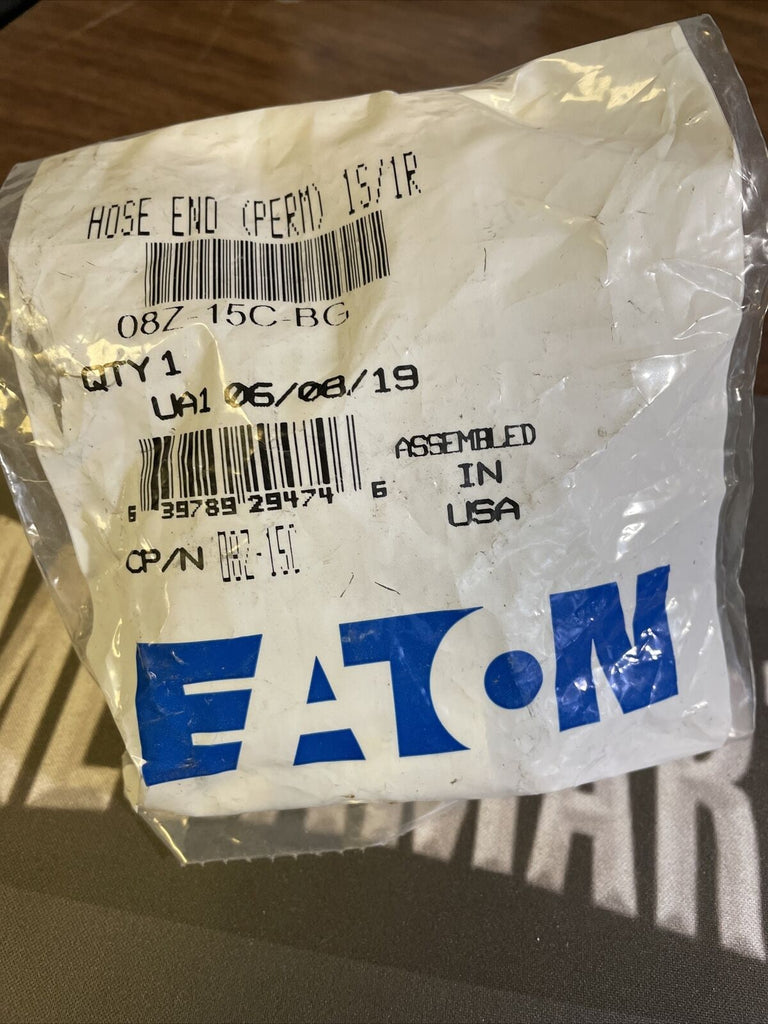 HOSE END (PERM) 1S/1R
08Z-15C-BG
QTY 1
UA1 06/08/19
6 39789 29474 6
ASSEMBLED
IN
USA
CP/N 08Z-15C
EATON